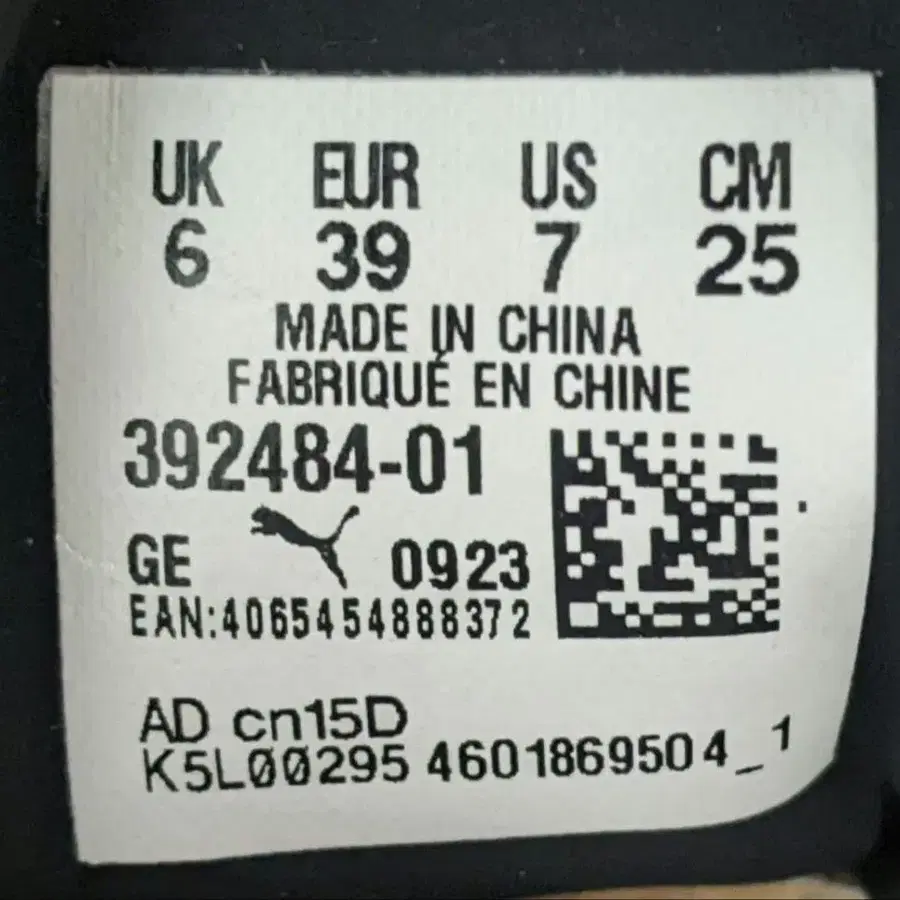 UK EUR US CM
6 39 7 25
MADE IN CHINA
FABRIQUÉ EN CHINE
392484-01
GE 0923
EAN:4065454888372
AD cn15D
K5L00295 4601869504_1